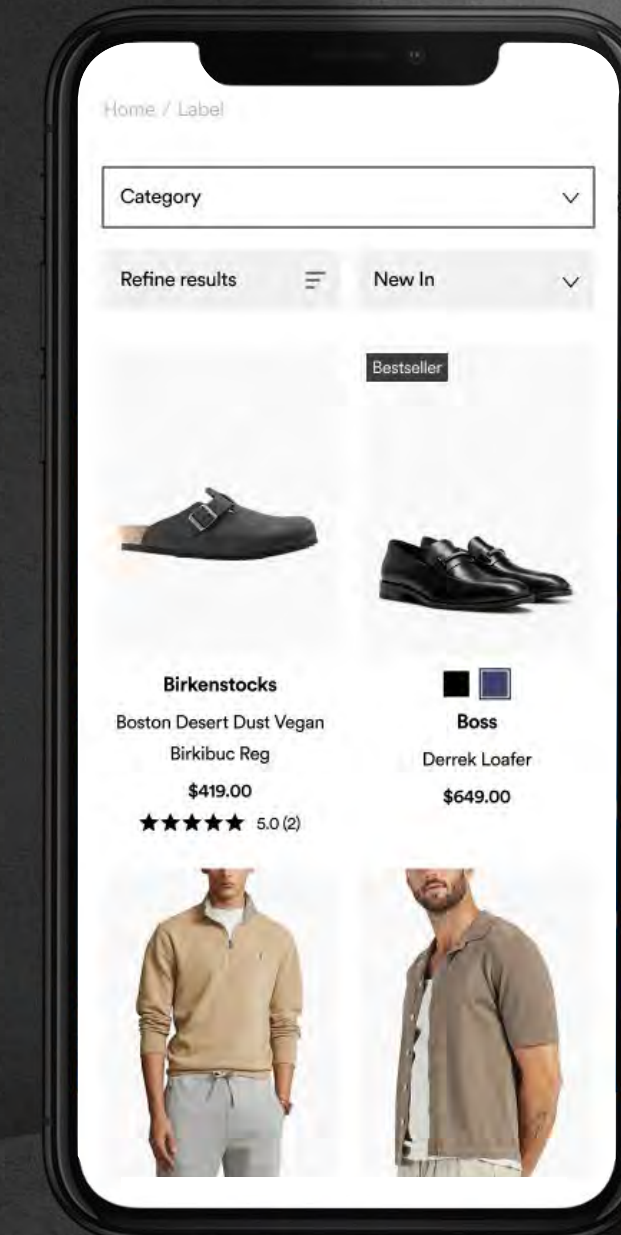 Home / Label
Category
Refine results
New In
Bestseller
Birkenstocks
Boston Desert Dust Vegan
Birkibuc Reg
$419.00
5.0 (2)
Boss
Derrek Loafer
$649.00